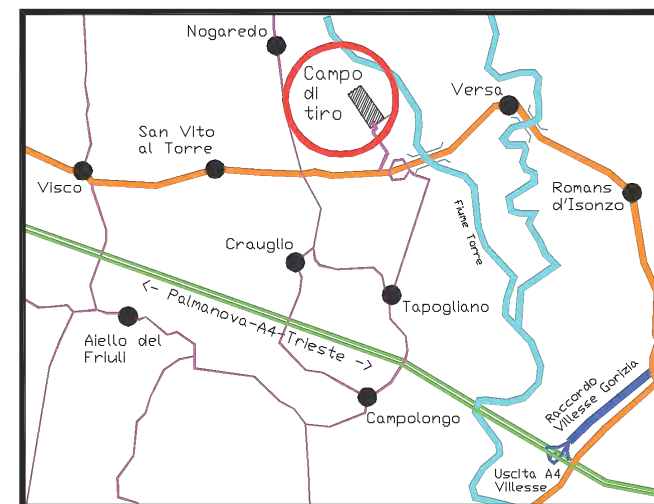 Nogaredo
Campo
di
tiro
Versa
San Vito
al Torre
Visco
Romans
d'Isonzo
Fiume Torre
Crauglio
Tapogliano
<- Palmanova-A4-Trieste ->
Aiello del
Friuli
Campolongo
Raccordo
Villesse Gorizia
Uscita A4
Villesse